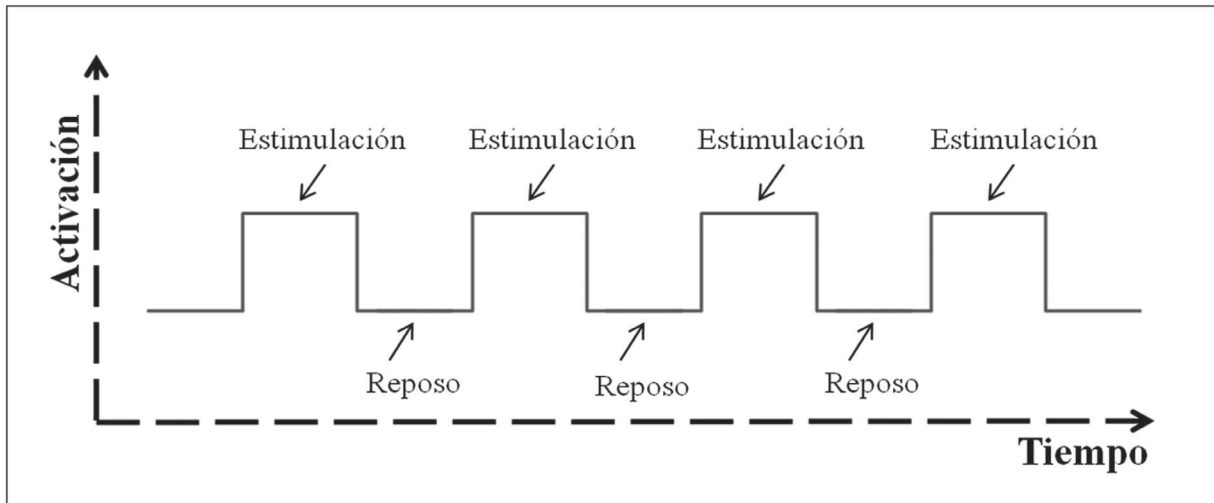 Activación
Estimulación
Estimulación
Estimulación
Estimulación
Reposo
Reposo
Reposo
Tiempo